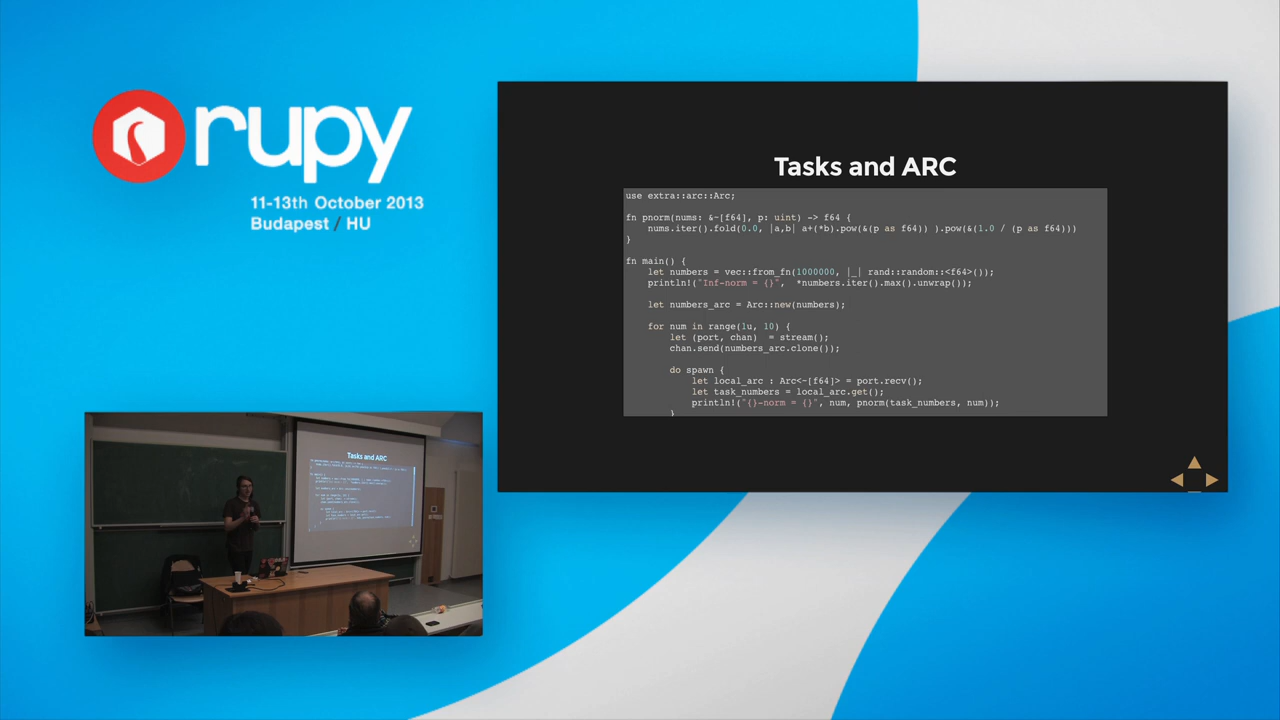 rupy
11-13th October 2013
Budapest / HU
Tasks and ARC
use extra::arc::Arc;
fn pnorm(nums: &~[f64], p: uint) -> f64 {
nums.iter().fold(0.0, |a,b| a+(*b).pow(&(p as f64)) ).pow(&(1.0 / (p as f64)))
}
fn main() {
let numbers = vec::from_fn(1000000, |_| rand::random::<f64>());
println!("Inf-norm = {}",  *numbers.iter().max().unwrap());
let numbers_arc = Arc::new(numbers);
for num in range(1u, 10) {
let (port, chan)  = stream();
chan.send(numbers_arc.clone());
do spawn {
let local_arc : Arc<~[f64]> = port.recv();
let task_numbers = local_arc.get();
println!("{}-norm = {}", num, pnorm(task_numbers, num));
}
Tasks and ARC